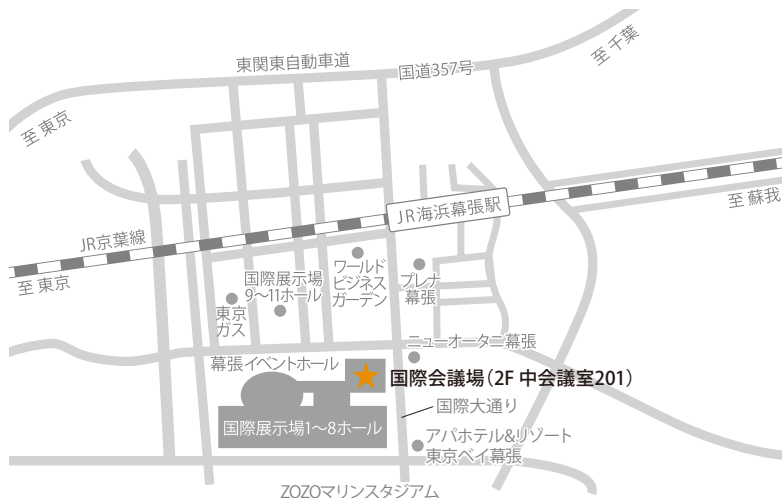 東関東自動車道
国道357号
至 千葉
至 東京
JR海浜幕張駅
至 蘇我
JR京葉線
至 東京
国際展示場
9〜11ホール
ワールド
ビジネス
ガーデン
プレナ
幕張
東京
ガス
ニューオータニ幕張
幕張イベントホール
国際会議場（2F 中会議室201）
国際大通り
国際展示場1〜8ホール
アパホテル&リゾート
東京ベイ幕張
ZOZOマリンスタジアム